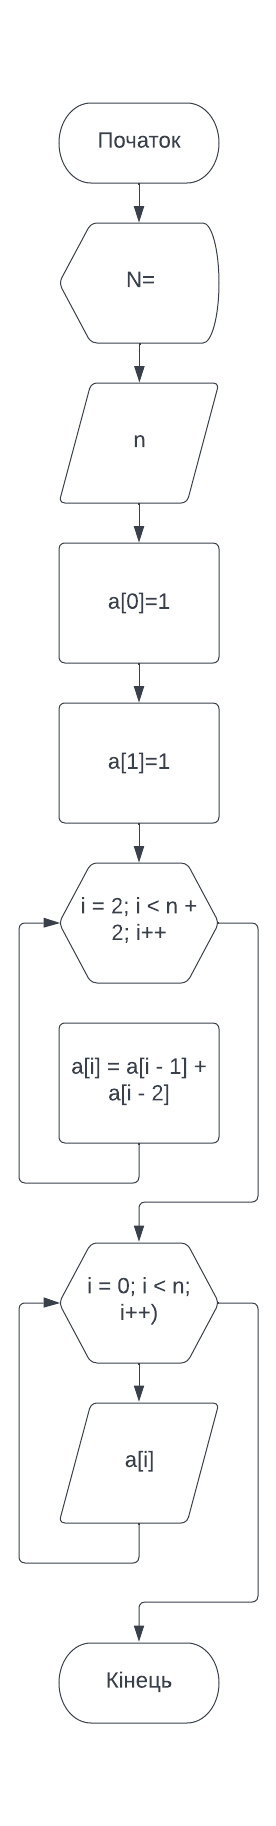 Початок
N=
n
a[0]=1
a[1]=1
i = 2; i < n +
2; i++
a[i] = a[i - 1] +
a[i - 2]
i = 0; i < n;
i++)
a[i]
Кінець